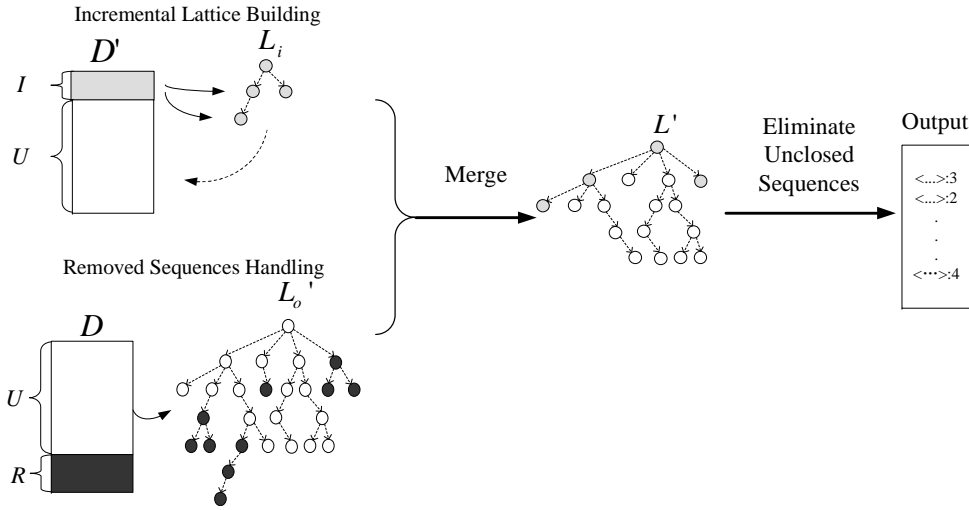 Incremental Lattice Building
D'
L_i
I
U
Merge
L'
Eliminate
Unclosed
Sequences
Output
<...>:3
<...>:2
.
.
.
<···>:4
Removed Sequences Handling
L_o'
D
U
R